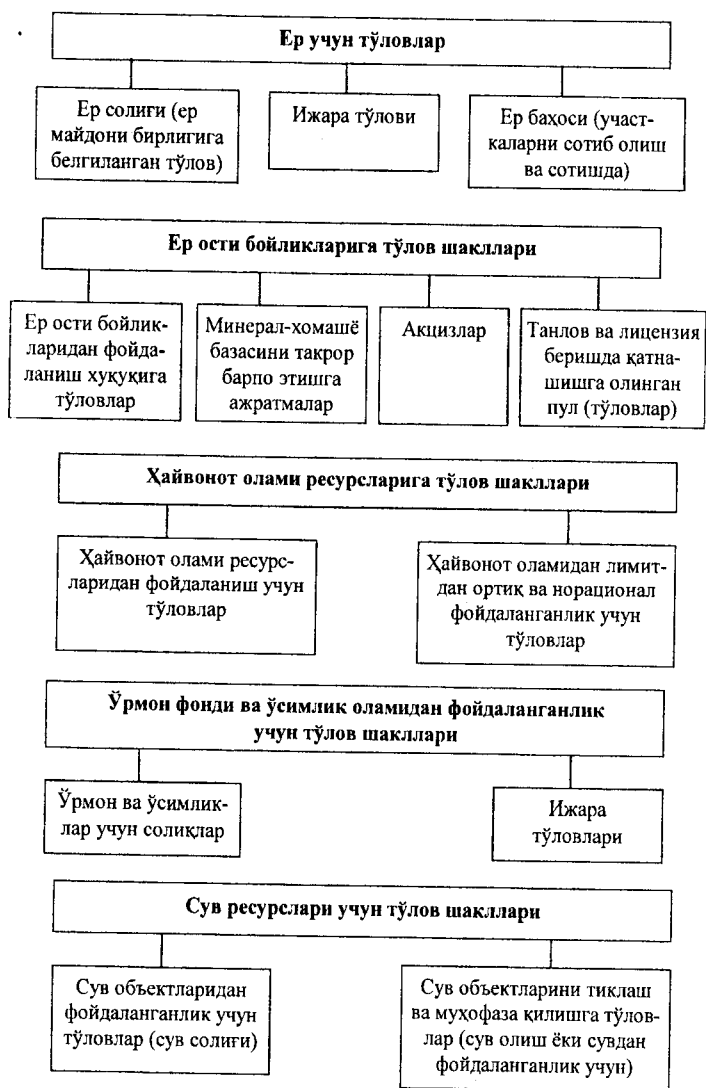 Ер учун тўловлар
Ер солиғи (ер
майдони бирлигига
белгиланган тўлов)
Ижара тўлови
Ер баҳоси (участ-
каларни сотиб олиш
ва сотишда)
Ер ости бойликларига тўлов шакллари
Ер ости бойлик-
ларидан фойда-
ланиш хуқуқига
тўловлар
Минерал-хомашё
базасини такрор
барпо этишга
ажратмалар
Акцизлар
Танлов ва лицензия
беришда қатна-
шишга олинган
пул (тўловлар)
Ҳайвонот олами ресурсларига тўлов шакллари
Ҳайвонот олами ресурс-
ларидан фойдаланиш учун
тўловлар
Ҳайвонот оламидан лимит-
дан ортиқ ва норационал
фойдаланганлик учун
тўловлар
Ўрмон фонди ва ўсимлик оламидан фойдаланганлик
учун тўлов шакллари
Ўрмон ва ўсимлик-
лар учун солиқлар
Ижара
тўловлари
Сув ресурслари учун тўлов шакллари
Сув объектларидан
фойдаланганлик учун
тўловлар (сув солиғи)
Сув объектларини тиклаш
ва муҳофаза қилишга тўлов-
лар (сув олиш ёки сувдан
фойдаланганлик учун)